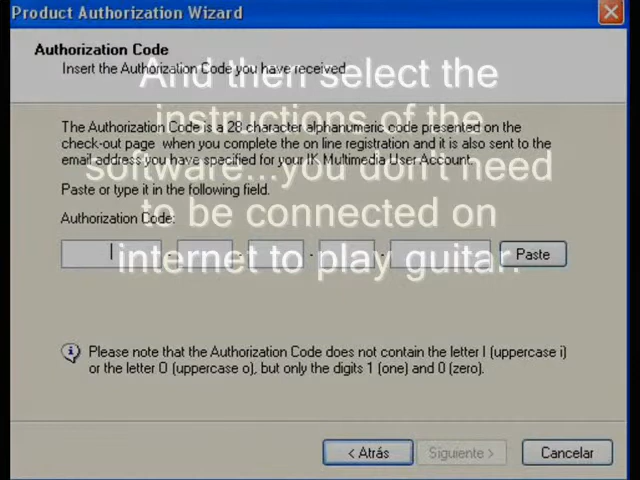 Product Authorization Wizard
Authorization Code
Insert the Authorization Code you have received
And then select the
instructions of the
software...you don't need
to be connected on
internet to play guitar.
The Authorization Code is a 28 character alphanumeric code presented on the
check-out page when you complete the on line registration and it is also sent to the
email address you have specified for your IK Multimedia User Account.
Paste or type it in the following field.
Authorization Code:
- - - - Paste
Please note that the Authorization Code does not contain the letter I (uppercase i)
or the letter O (uppercase o), but only the digits 1 (one) and 0 (zero).
< Atrás Siguiente > Cancelar